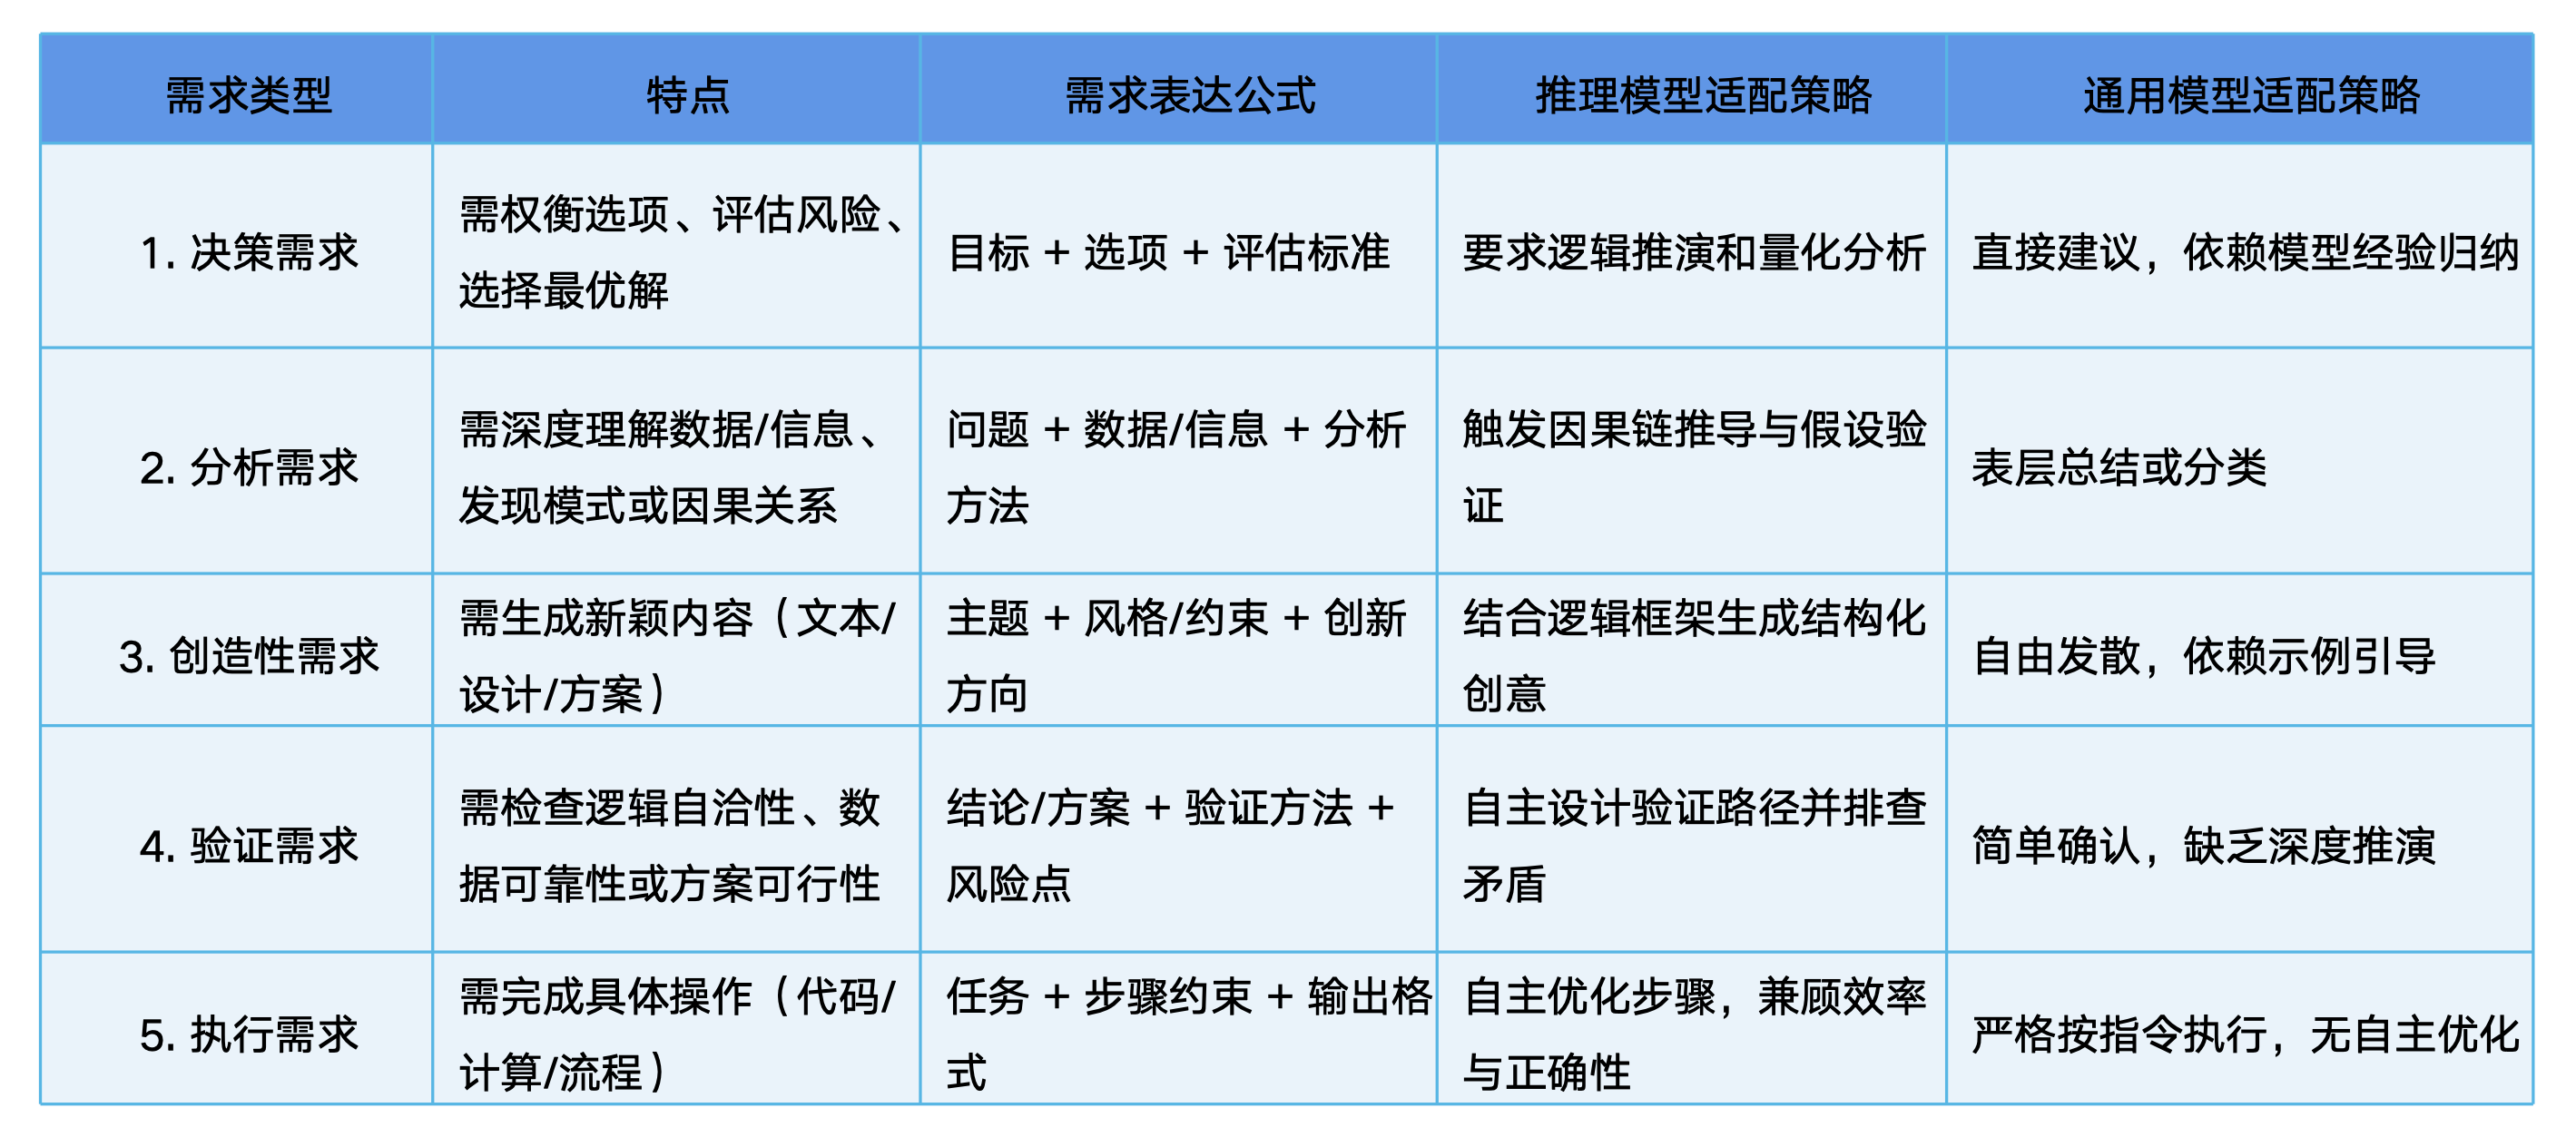 需求类型
特点
需求表达公式
推理模型适配策略
通用模型适配策略
1. 决策需求
需权衡选项、评估风险、
选择最优解
目标 + 选项 + 评估标准
要求逻辑推演和量化分析
直接建议，依赖模型经验归纳
2. 分析需求
需深度理解数据/信息、
发现模式或因果关系
问题 + 数据/信息 + 分析
方法
触发因果链推导与假设验
证
表层总结或分类
3. 创造性需求
需生成新颖内容（文本/
设计/方案）
主题 + 风格/约束 + 创新
方向
结合逻辑框架生成结构化
创意
自由发散，依赖示例引导
4. 验证需求
需检查逻辑自洽性、数
据可靠性或方案可行性
结论/方案 + 验证方法 +
风险点
自主设计验证路径并排查
矛盾
简单确认，缺乏深度推演
5. 执行需求
需完成具体操作（代码/
计算/流程）
任务 + 步骤约束 + 输出格
式
自主优化步骤，兼顾效率
与正确性
严格按指令执行，无自主优化